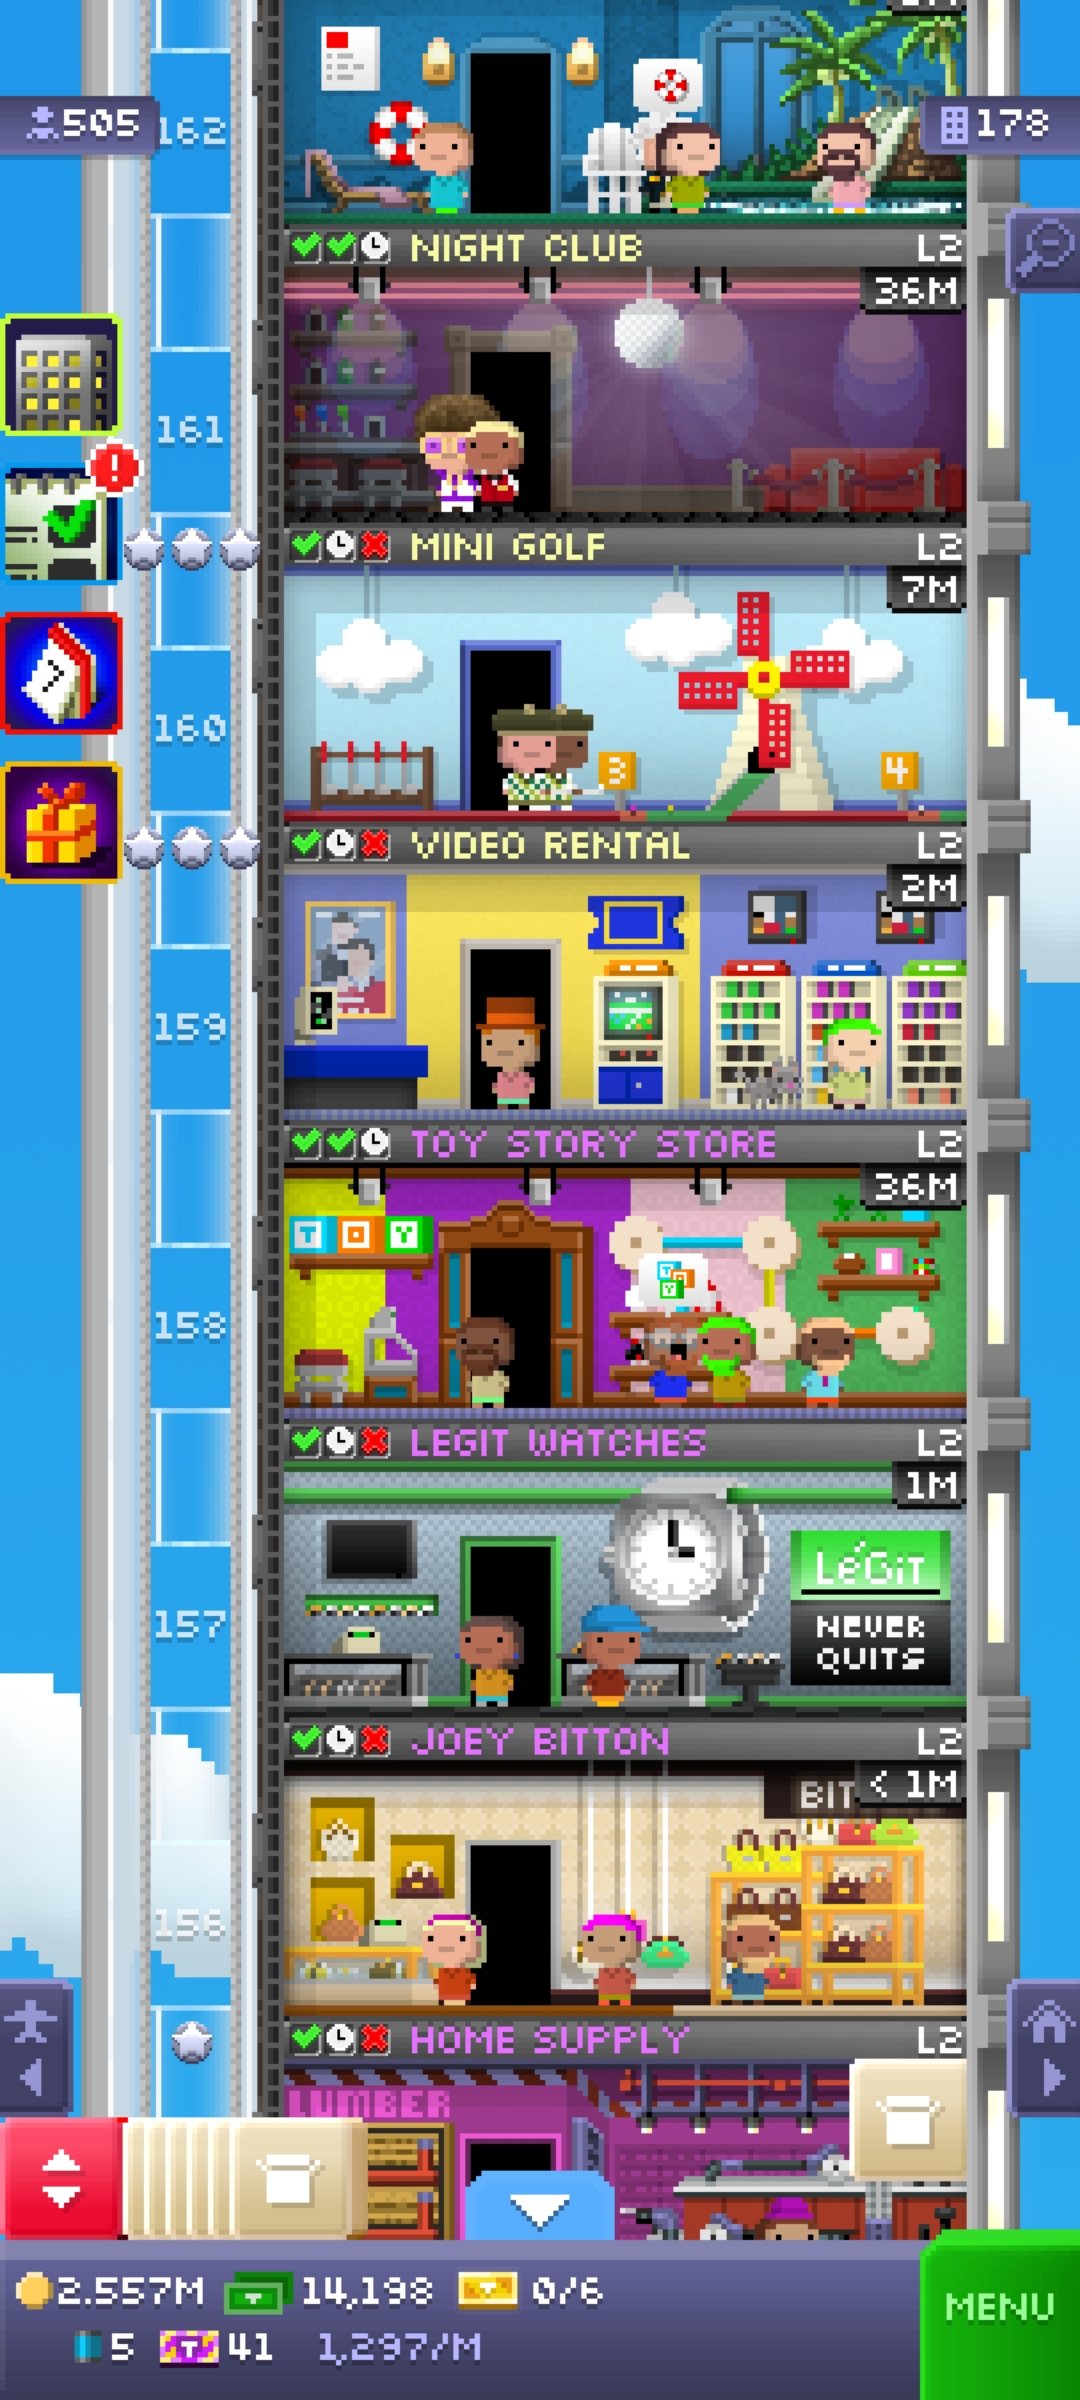 505
162
178
NIGHT CLUB L2
36M
161
MINI GOLF L2
7M
160
3
4
VIDEO RENTAL L2
2M
159
TOY STORY STORE L2
36M
TOY
158
LEGIT WATCHES L2
1M
LéGiT
NEVER
QUITS
157
JOEY BITTON L2
BIT
< 1M
156
HOME SUPPLY L2
LUMBER
2.557M 14,198 0/6
5 41 1,297/M
MENU